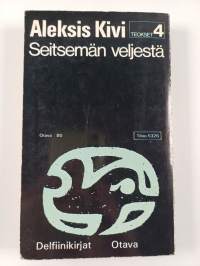 Aleksis Kivi
TEOKSET 4
Seitsemän veljestä
Otava
Delfiinikirjat Otava